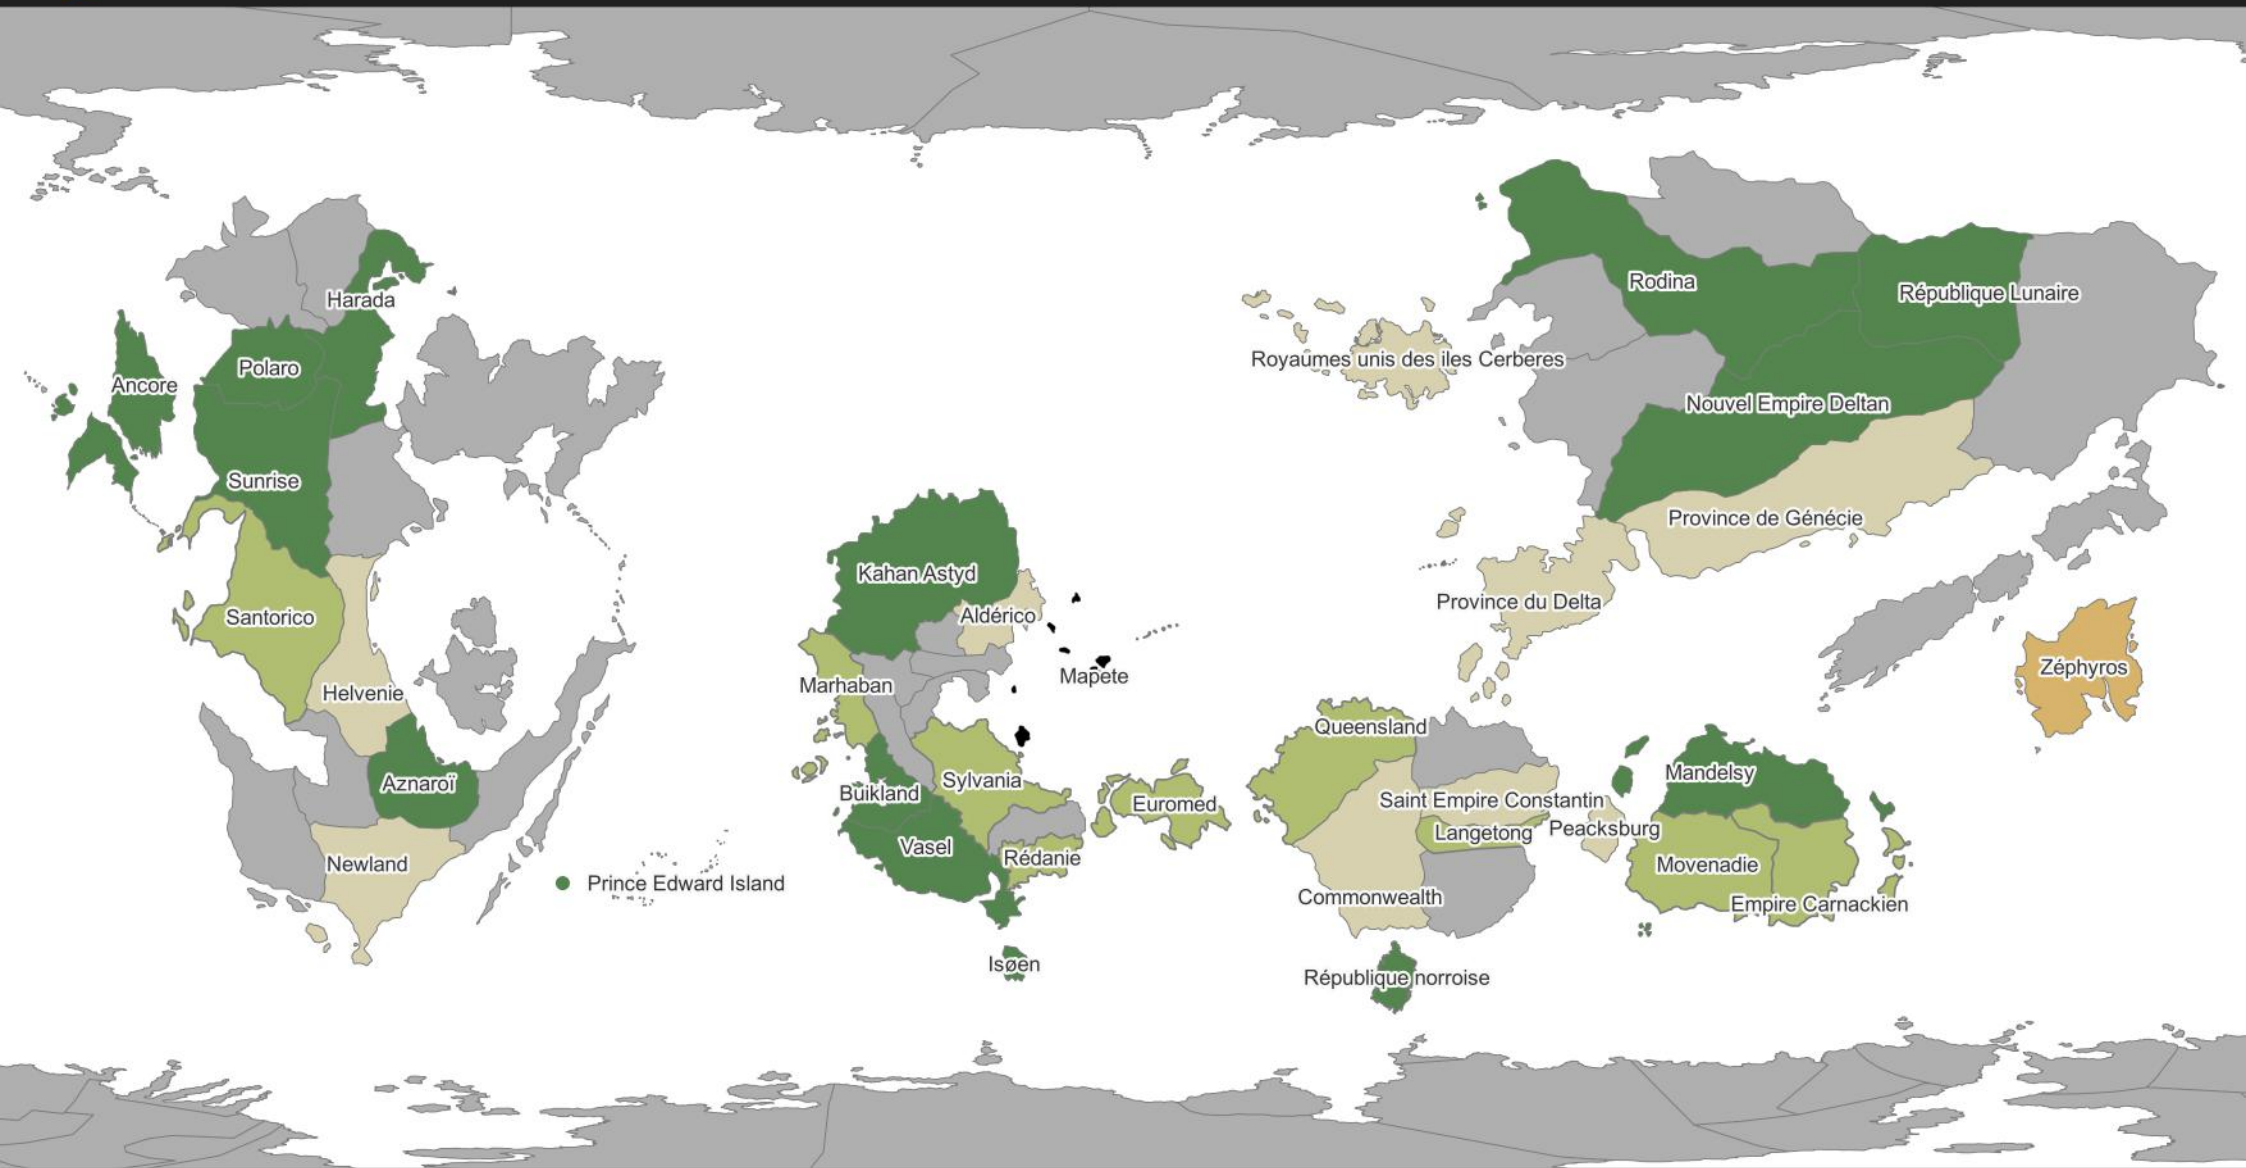 Harada
Polaro
Ancore
Sunrise
Santorico
Helvenie
Aznaroï
Newland
Prince Edward Island
Kahan Astyd
Aldérico
Mapete
Marhaban
Sylvania
Buikland
Vasel
Rédanie
Euromed
Isøen
Rodina
République Lunaire
Royaumes unis des iles Cerberes
Nouvel Empire Deltan
Province de Génécie
Province du Delta
Zéphyros
Queensland
Saint Empire Constantin
Langetong
Peacksburg
Commonwealth
République norroise
Mandelsy
Movenadie
Empire Carnackien